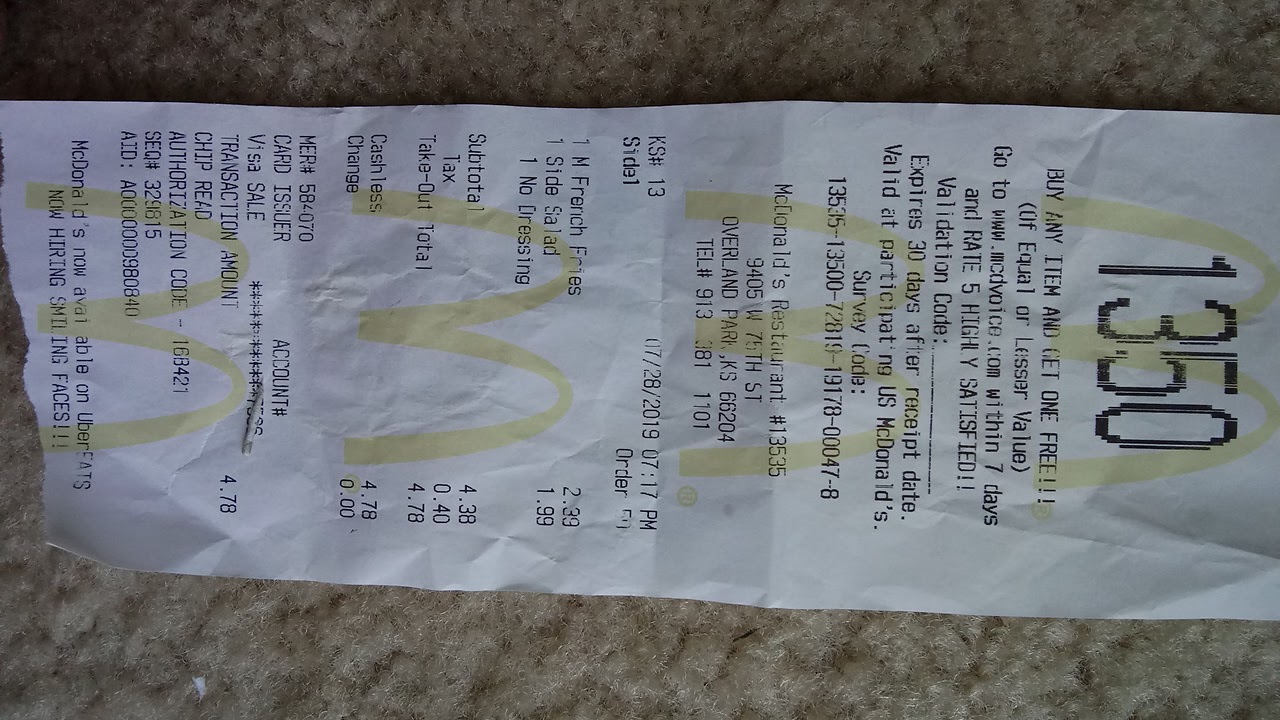 1350
BUY ANY ITEM AND GET ONE FREE!!!
(Of Equal or Lesser Value)
Go to www.mcdvoice.com within 7 days
and RATE 5 HIGHLY SATISFIED!!
Validation Code:
Expires 30 days after receipt date.
Valid at participating US McDonald's.
Survey Code:
13535-13500-72819-19178-00047-8
McDonald's Restaurant #13535
9405 W 75TH ST
OVERLAND PARK,KS 66204
TEL# 913 381 1101
KS# 13 07/28/2019 07:17 PM
Side1 Order
1 M French Fries 2.39
1 Side Salad 1.99
1 No Dressing
Subtotal 4.38
Tax 0.40
Take-Out Total 4.78
Cashless 4.78
Change 0.00
MER# 584070
CARD ISSUER ACCOUNT#
Visa SALE
TRANSACTION AMOUNT 4.78
CHIP READ
AUTHORIZATION CODE - 168421
SEQ# 329815
AID: A0000000980840
McDonald's now available on UberEATS
NOW HIRING SMILING FACES!!!